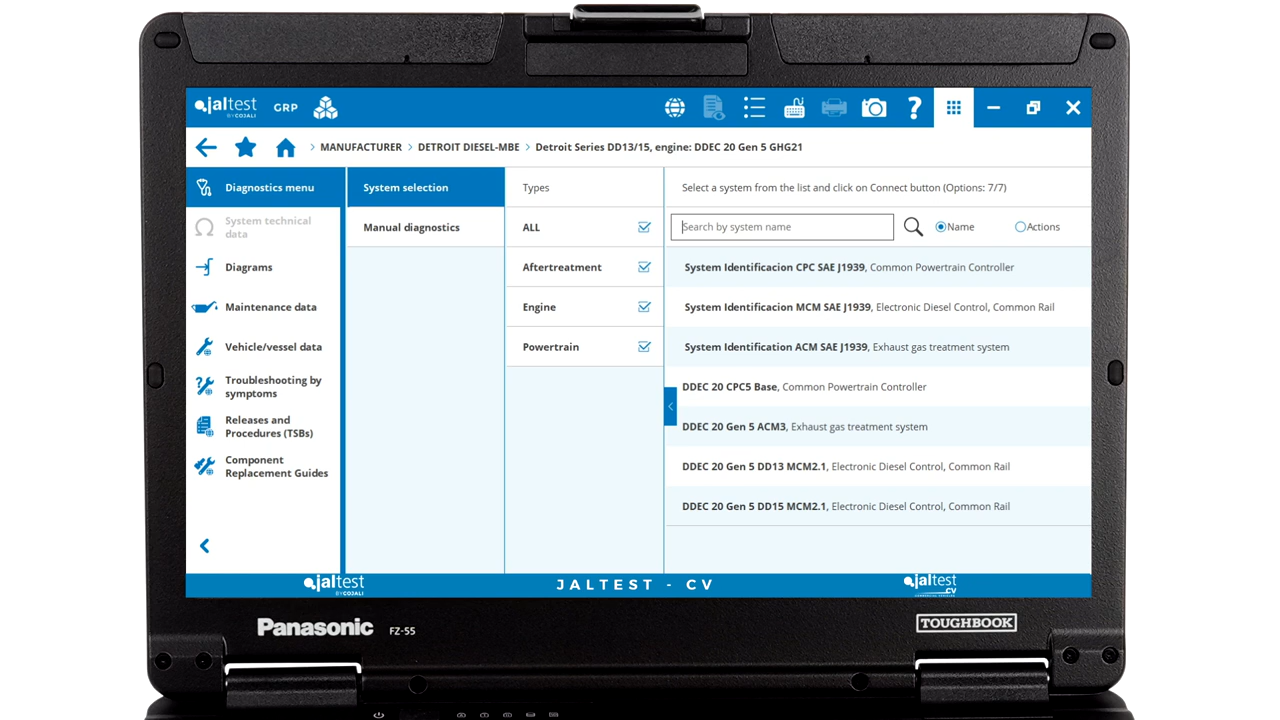 jaltest
BY COJALI
GRP
MANUFACTURER > DETROIT DIESEL-MBE > Detroit Series DD13/15, engine: DDEC 20 Gen 5 GHG21
Diagnostics menu
System technical
data
Diagrams
Maintenance data
Vehicle/vessel data
Troubleshooting by
symptoms
Releases and
Procedures (TSBs)
Component
Replacement Guides
System selection
Manual diagnostics
Types
ALL
Aftertreatment
Engine
Powertrain
Select a system from the list and click on Connect button (Options: 7/7)
Search by system name
Name
Actions
System Identificacion CPC SAE J1939, Common Powertrain Controller
System Identificacion MCM SAE J1939, Electronic Diesel Control, Common Rail
System Identification ACM SAE J1939, Exhaust gas treatment system
DDEC 20 CPC5 Base, Common Powertrain Controller
DDEC 20 Gen 5 ACM3, Exhaust gas treatment system
DDEC 20 Gen 5 DD13 MCM2.1, Electronic Diesel Control, Common Rail
DDEC 20 Gen 5 DD15 MCM2.1, Electronic Diesel Control, Common Rail
jaltest
BY COJALI
JALTEST - CV
jaltest
CV
COMMERCIAL VEHICLES
Panasonic
FZ-55
TOUGHBOOK